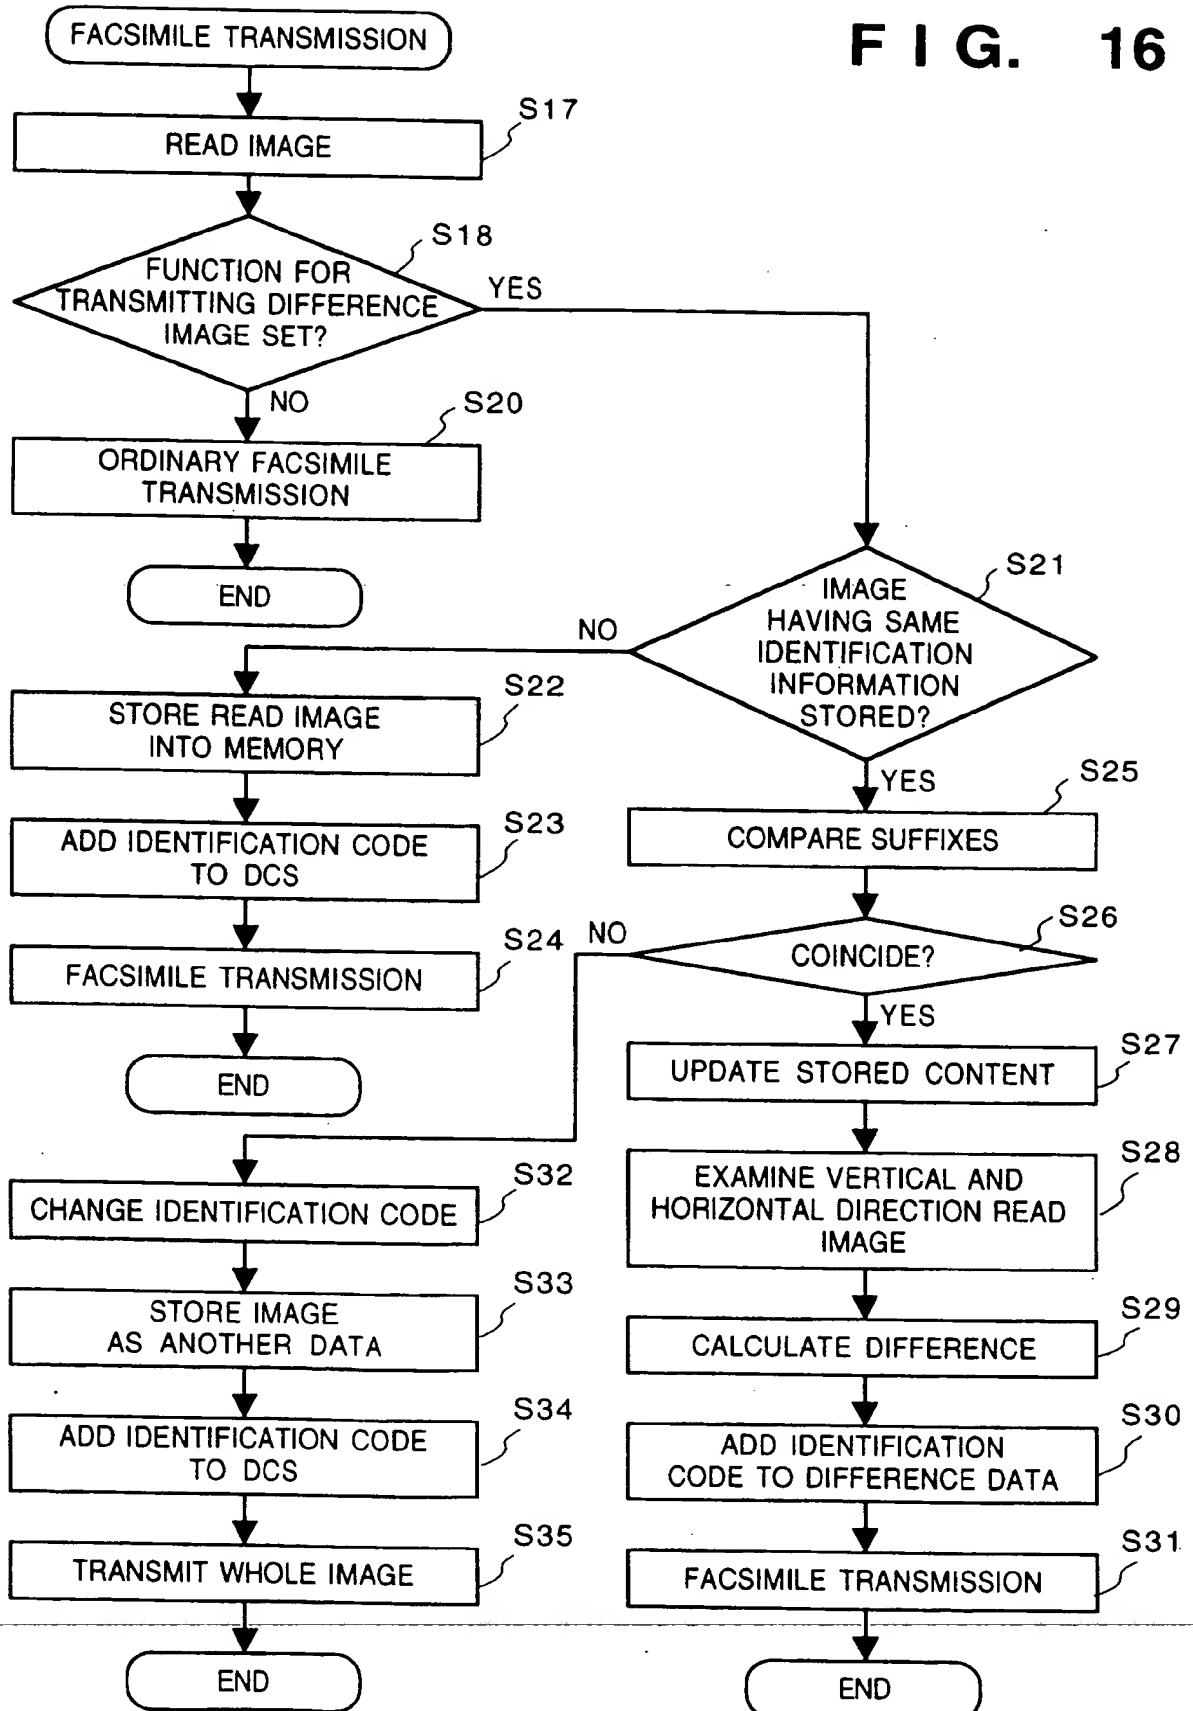 FACSIMILE TRANSMISSION
FIG. 16
S17
READ IMAGE
S18
FUNCTION FOR
TRANSMITTING DIFFERENCE
IMAGE SET?
YES
NO
S20
ORDINARY FACSIMILE
TRANSMISSION
END
S21
IMAGE
HAVING SAME
IDENTIFICATION
INFORMATION
STORED?
NO
YES
S22
STORE READ IMAGE
INTO MEMORY
S23
ADD IDENTIFICATION CODE
TO DCS
S24
FACSIMILE TRANSMISSION
END
S25
COMPARE SUFFIXES
S26
COINCIDE?
NO
YES
S27
UPDATE STORED CONTENT
S28
EXAMINE VERTICAL AND
HORIZONTAL DIRECTION READ
IMAGE
S29
CALCULATE DIFFERENCE
S30
ADD IDENTIFICATION
CODE TO DIFFERENCE DATA
S31
FACSIMILE TRANSMISSION
END
S32
CHANGE IDENTIFICATION CODE
S33
STORE IMAGE
AS ANOTHER DATA
S34
ADD IDENTIFICATION CODE
TO DCS
S35
TRANSMIT WHOLE IMAGE
END